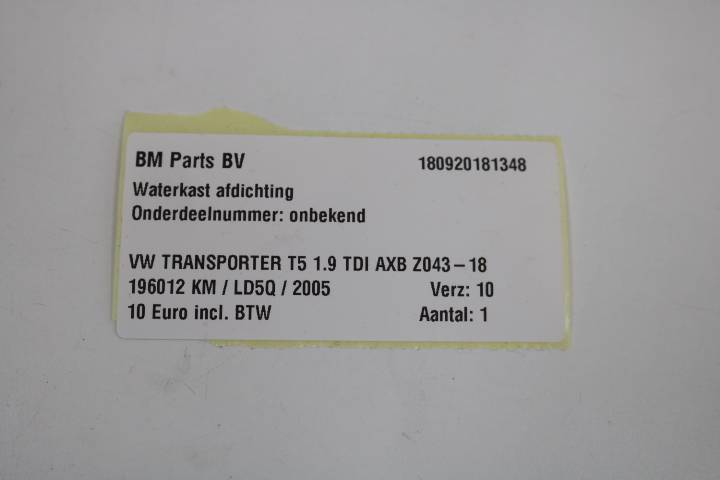 BM Parts BV 180920181348
Waterkast afdichting
Onderdeelnummer: onbekend
VW TRANSPORTER T5 1.9 TDI AXB Z043-18
196012 KM / LD5Q / 2005 Verz: 10
10 Euro incl. BTW Aantal: 1